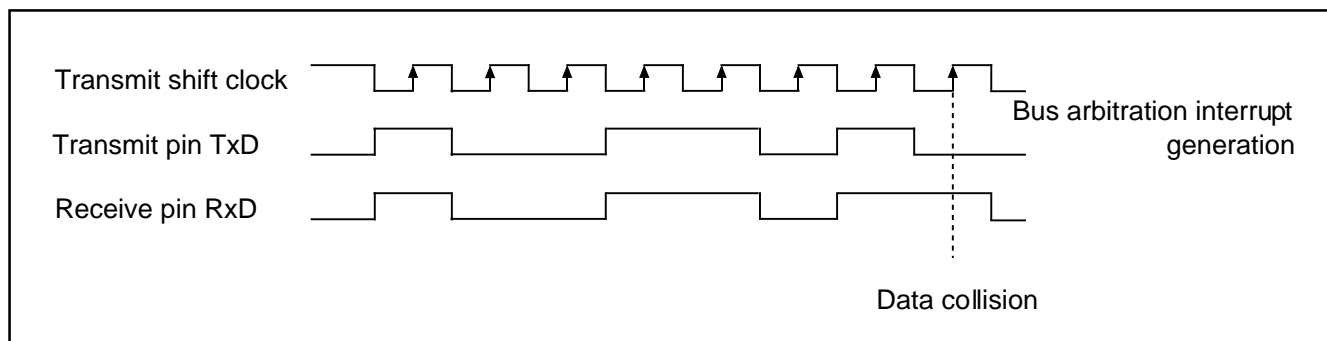 Transmit shift clock
Bus arbitration interrupt
generation
Transmit pin TxD
Receive pin RxD
Data collision